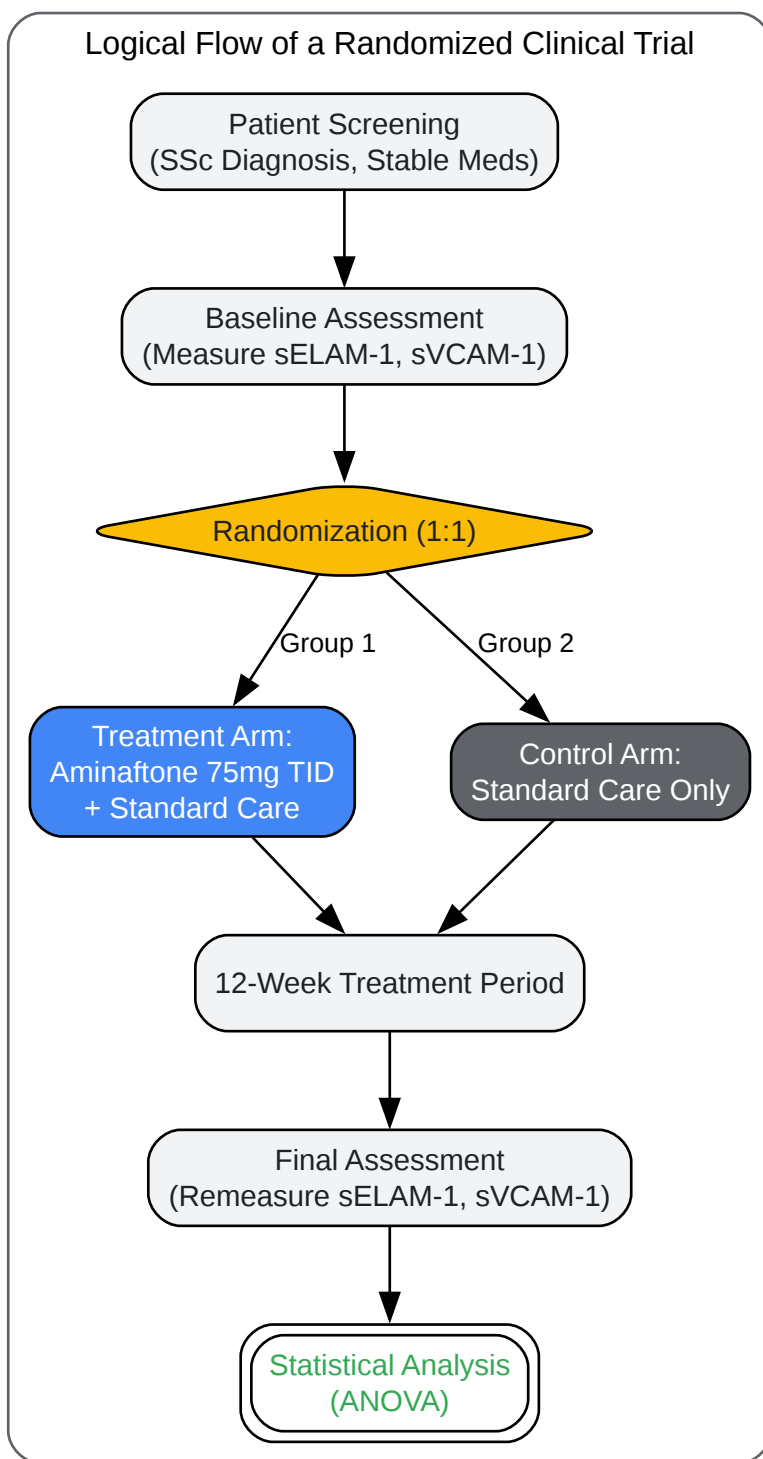 Logical Flow of a Randomized Clinical Trial
Patient Screening
(SSc Diagnosis, Stable Meds)
Baseline Assessment
(Measure sELAM-1, sVCAM-1)
Randomization (1:1)
Group 1
Group 2
Treatment Arm:
Aminaftone 75mg TID
+ Standard Care
Control Arm:
Standard Care Only
12-Week Treatment Period
Final Assessment
(Remeasure sELAM-1, sVCAM-1)
Statistical Analysis
(ANOVA)